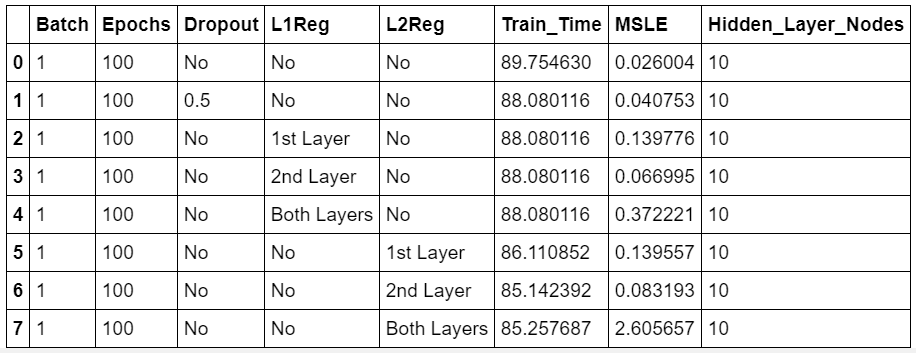 Batch Epochs Dropout L1Reg L2Reg Train_Time MSLE Hidden_Layer_Nodes
0 1 100 No No No 89.754630 0.026004 10
1 1 100 0.5 No No 88.080116 0.040753 10
2 1 100 No 1st Layer No 88.080116 0.139776 10
3 1 100 No 2nd Layer No 88.080116 0.066995 10
4 1 100 No Both Layers No 88.080116 0.372221 10
5 1 100 No No 1st Layer 86.110852 0.139557 10
6 1 100 No No 2nd Layer 85.142392 0.083193 10
7 1 100 No No Both Layers 85.257687 2.605657 10